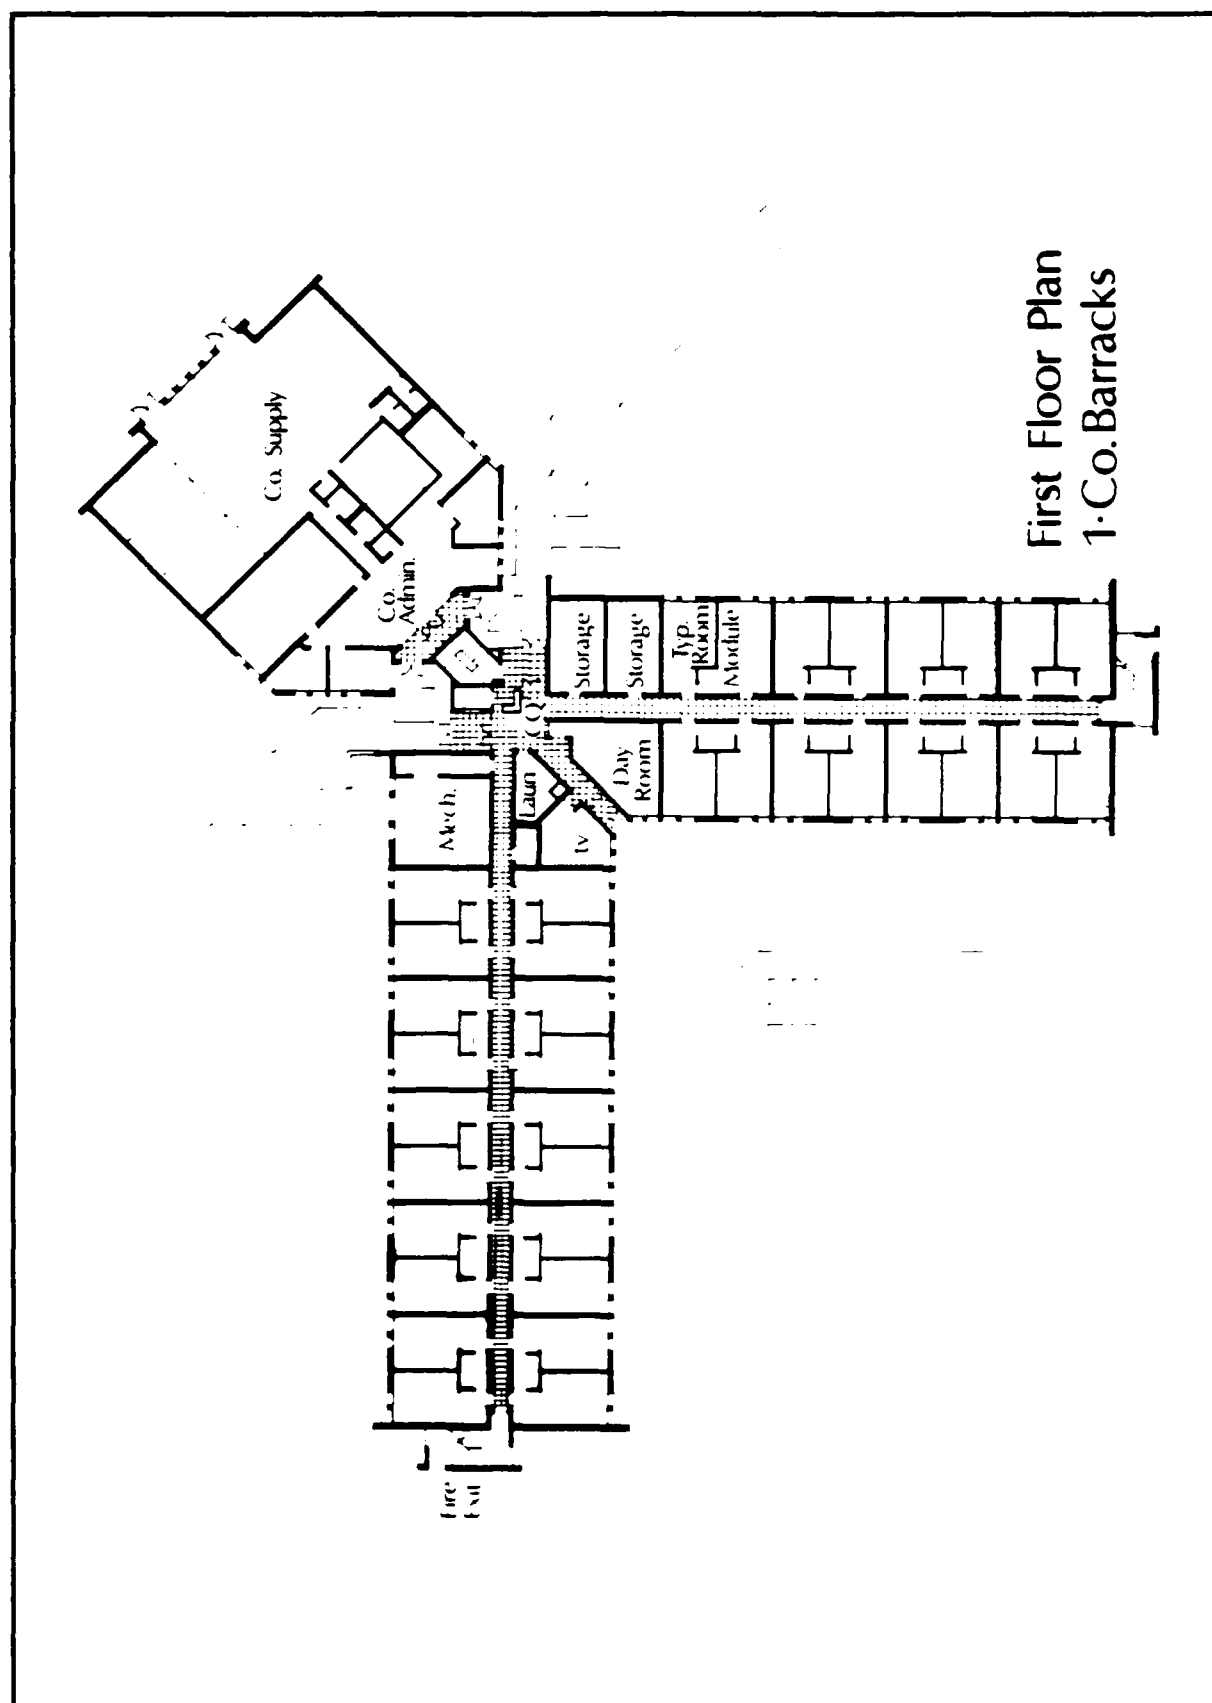 First Floor Plan
1·Co. Barracks
Co. Supply
Co.
Admin.
Storage
Storage
Typ.
Room
Module
Day
Room
Mech.
Laun
tv
CQ
Fire
Exit